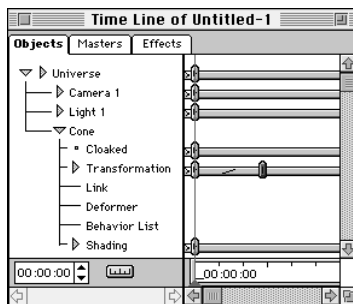 Time Line of Untitled-1
Objects Masters Effects
Universe
Camera 1
Light 1
Cone
Cloaked
Transformation
Link
Deformer
Behavior List
Shading
00:00:00 00:00:00